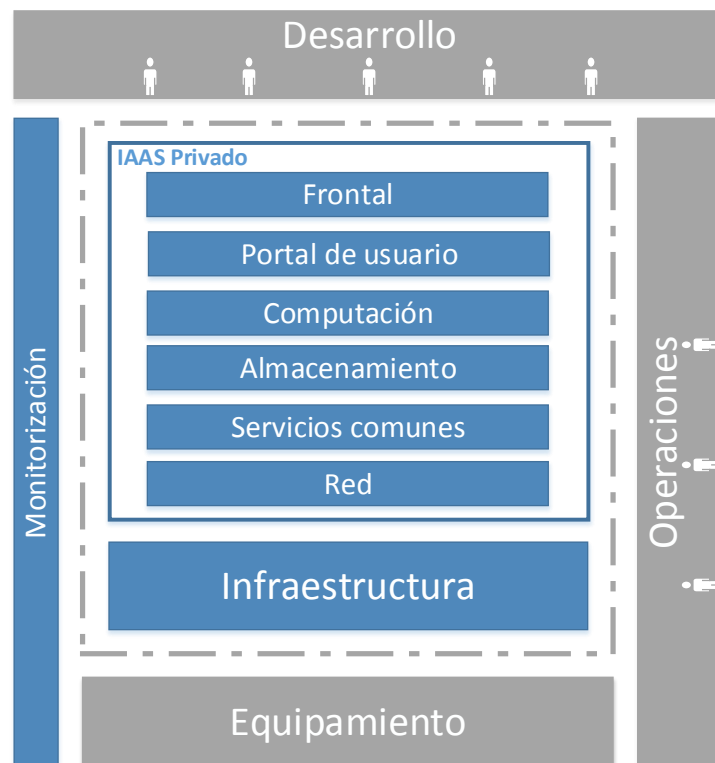 Desarrollo
IAAS Privado
Frontal
Portal de usuario
Computación
Almacenamiento
Servicios comunes
Red
Infraestructura
Monitorización
Operaciones
Equipamiento